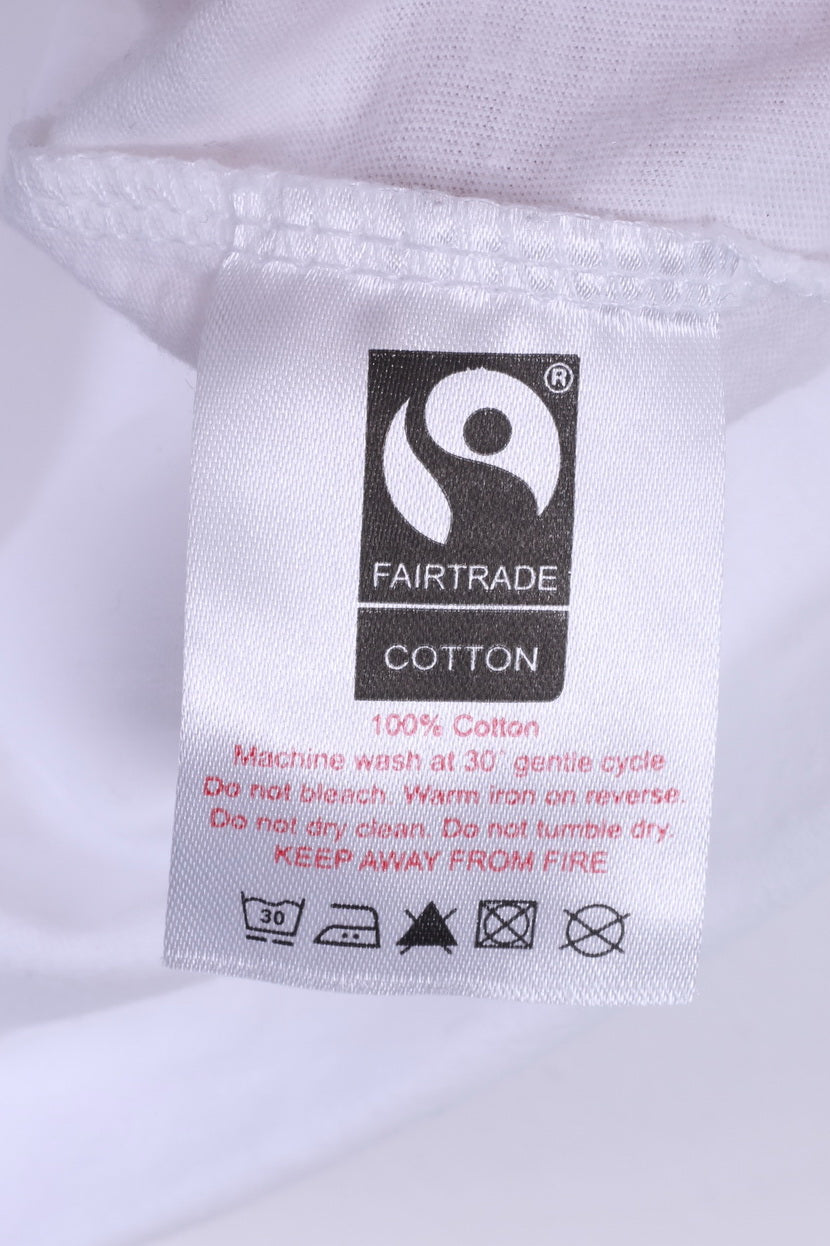 ®
FAIRTRADE
COTTON
100% Cotton
Machine wash at 30° gentle cycle
Do not bleach. Warm iron on reverse.
Do not dry clean. Do not tumble dry.
KEEP AWAY FROM FIRE
30